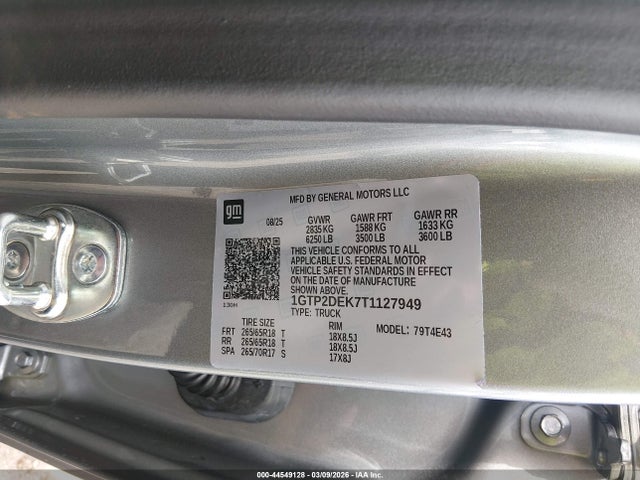 MFD BY GENERAL MOTORS LLC
gm
08/25 GVWR GAWR FRT GAWR RR
2835 KG 1588 KG 1633 KG
6250 LB 3500 LB 3600 LB
THIS VEHICLE CONFORMS TO ALL
APPLICABLE U.S. FEDERAL MOTOR
VEHICLE SAFETY STANDARDS IN EFFECT
ON THE DATE OF MANUFACTURE
SHOWN ABOVE.
1GTP2DEK7T1127949
TYPE: TRUCK
TIRE SIZE RIM MODEL: 79T4E43
FRT 265/65R18 T 18X8.5J
RR 265/65R18 T 18X8.5J
SPA 265/70R17 S 17X8J
000-44549128 - 03/09/2026 - IAA Inc.